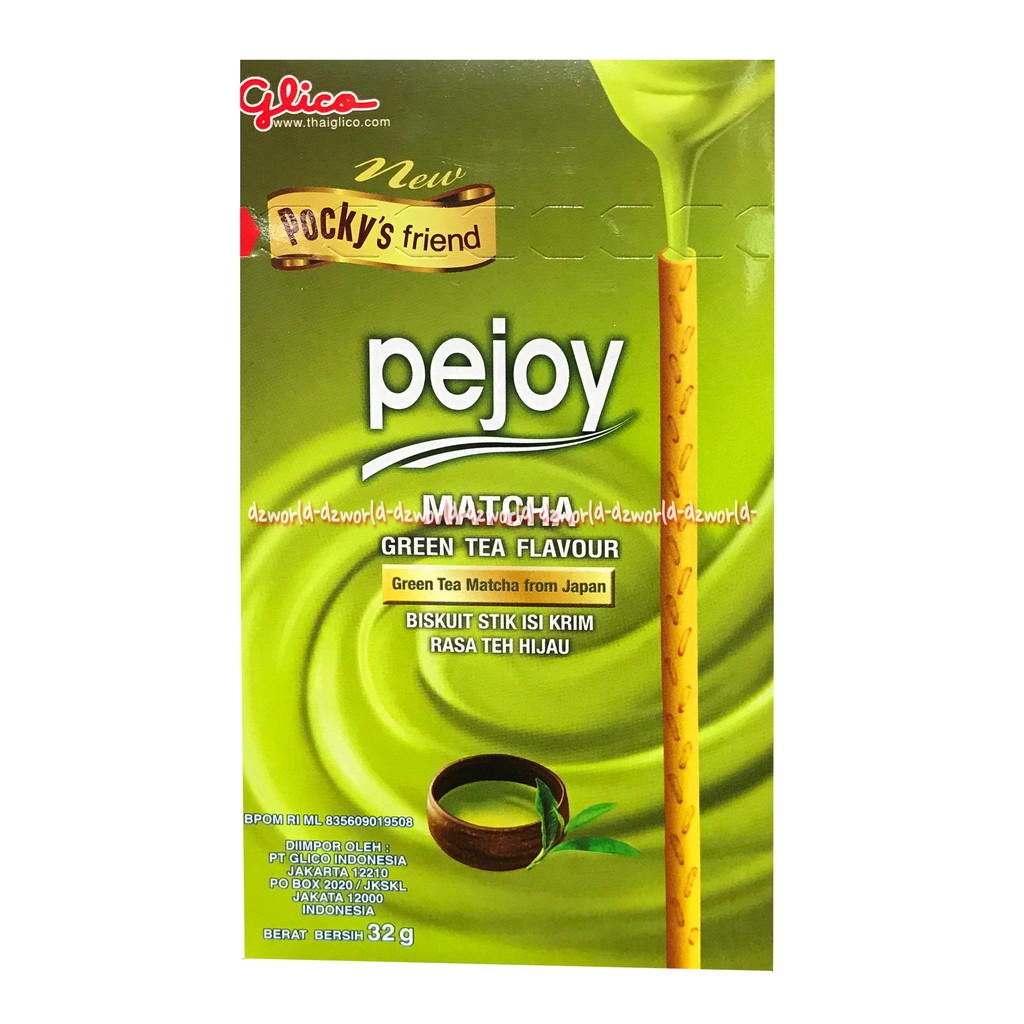 Glico
www.thaiglico.com
New
Pocky's friend
pejoy
MATCHA
dzworld-dzworld-dzworld-dzworld-dzworld-dzworld-dzworld-
GREEN TEA FLAVOUR
Green Tea Matcha from Japan
BISKUIT STIK ISI KRIM
RASA TEH HIJAU
BPOM RI ML 835609019508
DIIMPOR OLEH :
PT GLICO INDONESIA
JAKARTA 12210
PO BOX 2020 / JKSKL
JAKATA 12000
INDONESIA
BERAT BERSIH 32 g